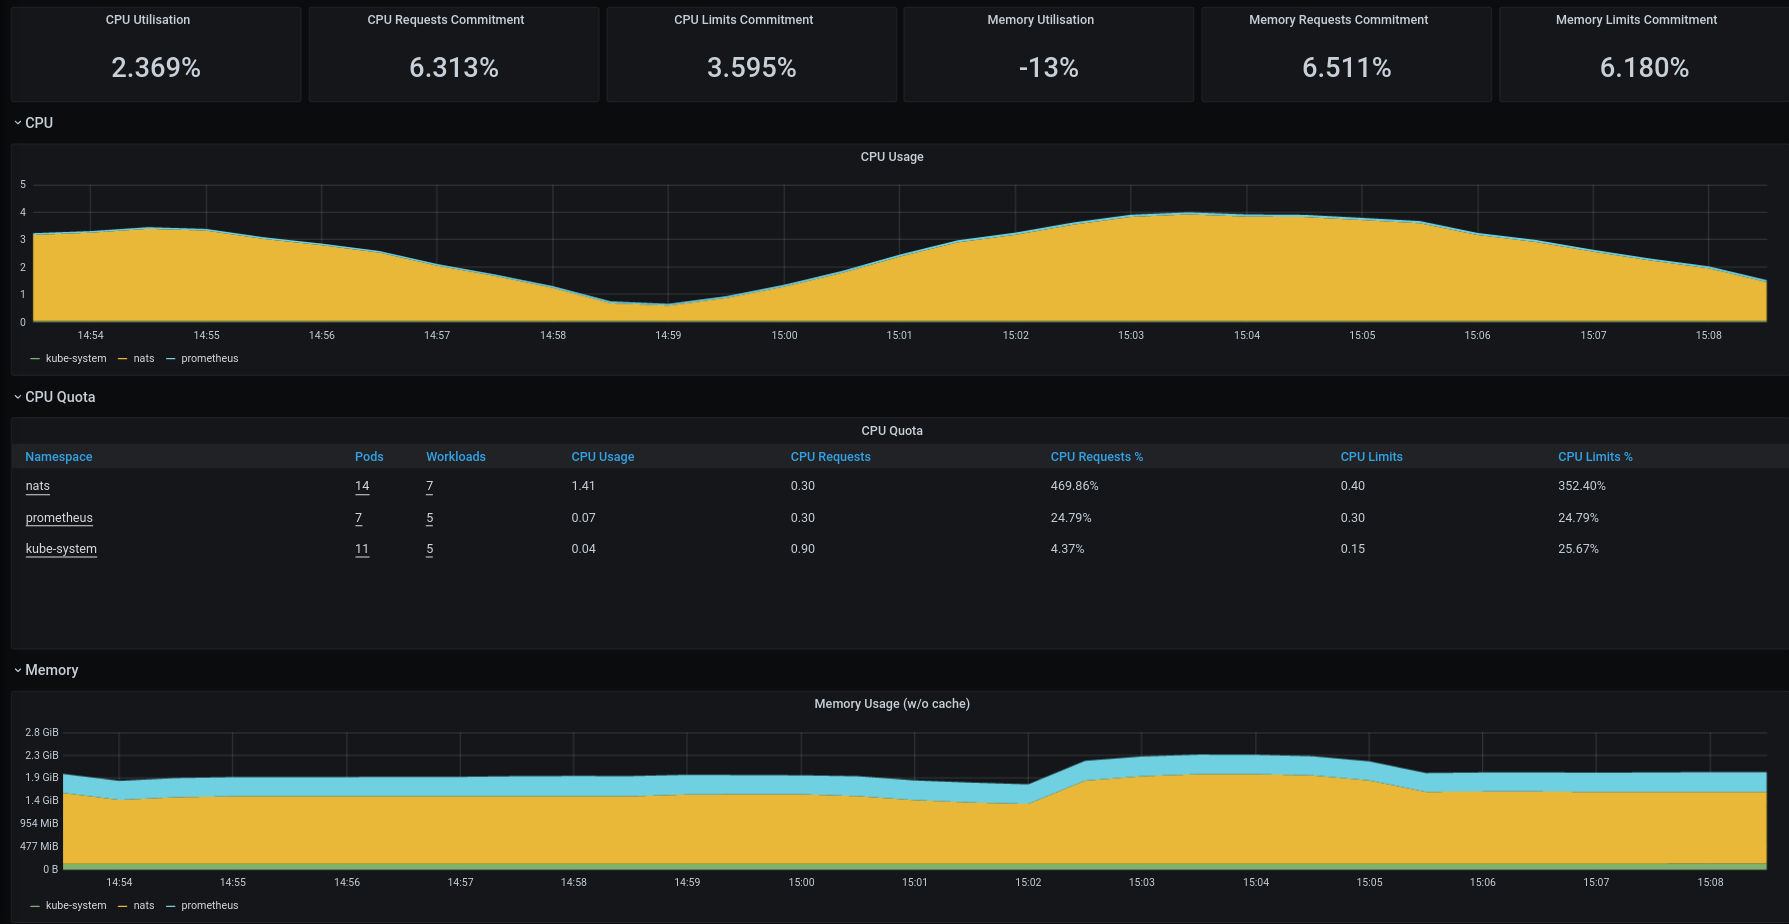 CPU Utilisation CPU Requests Commitment CPU Limits Commitment Memory Utilisation Memory Requests Commitment Memory Limits Commitment
2.369% 6.313% 3.595% -13% 6.511% 6.180%
CPU
CPU Usage
5
4
3
2
1
0
14:54 14:55 14:56 14:57 14:58 14:59 15:00 15:01 15:02 15:03 15:04 15:05 15:06 15:07 15:08
kube-system nats prometheus
CPU Quota
CPU Quota
Namespace Pods Workloads CPU Usage CPU Requests CPU Requests % CPU Limits CPU Limits %
nats 14 7 1.41 0.30 469.86% 0.40 352.40%
prometheus 7 5 0.07 0.30 24.79% 0.30 24.79%
kube-system 11 5 0.04 0.90 4.37% 0.15 25.67%
Memory
Memory Usage (w/o cache)
2.8 GiB
2.3 GiB
1.9 GiB
1.4 GiB
954 MiB
477 MiB
0 B
14:54 14:55 14:56 14:57 14:58 14:59 15:00 15:01 15:02 15:03 15:04 15:05 15:06 15:07 15:08
kube-system nats prometheus